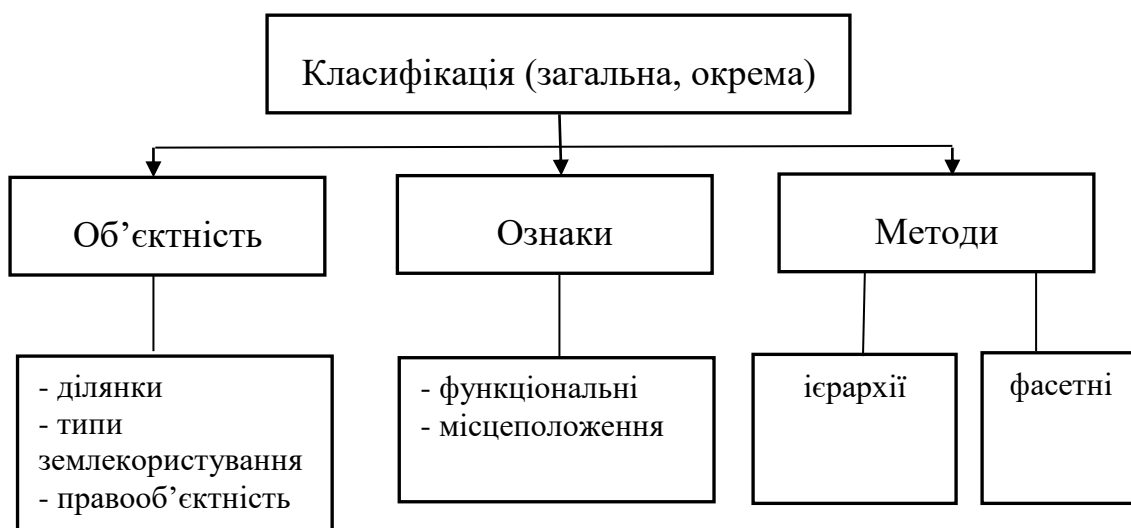 Класифікація (загальна, окрема)
Об’єктність
Ознаки
Методи
- ділянки
- типи
землекористування
- правооб’єктність
- функціональні
- місцеположення
ієрархії
фасетні